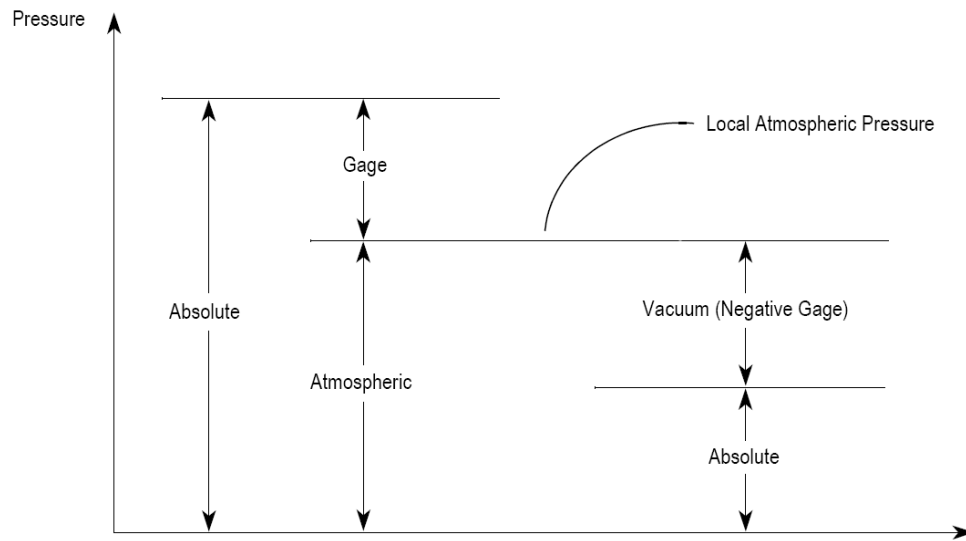 Pressure
Local Atmospheric Pressure
Gage
Absolute
Vacuum (Negative Gage)
Atmospheric
Absolute